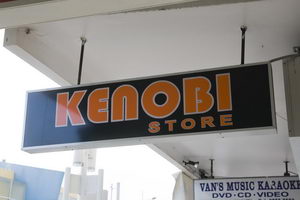 KENOBI
STORE
VAN'S MUSIC KARAOKE
DVD·CD·VIDEO